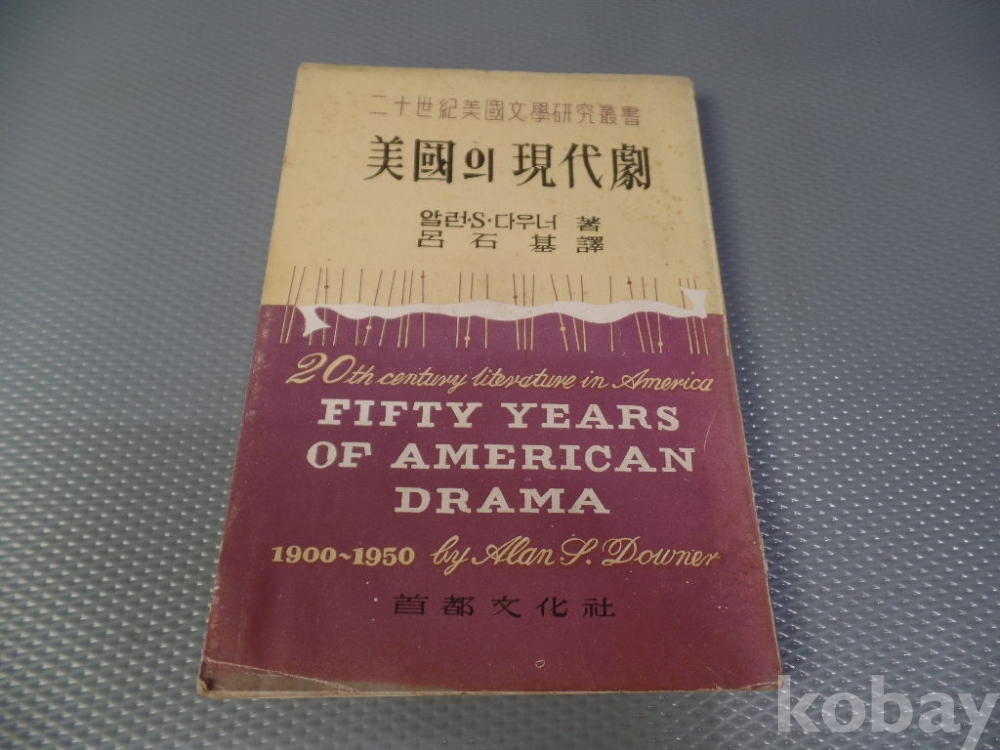 二十世紀美國文學硏究叢書
美國의 現代劇
알런·S·다우너 著
呂石基 譯
20th century literature in America
FIFTY YEARS
OF AMERICAN
DRAMA
1900~1950 by Alan S. Downer
首都文化社
kobay